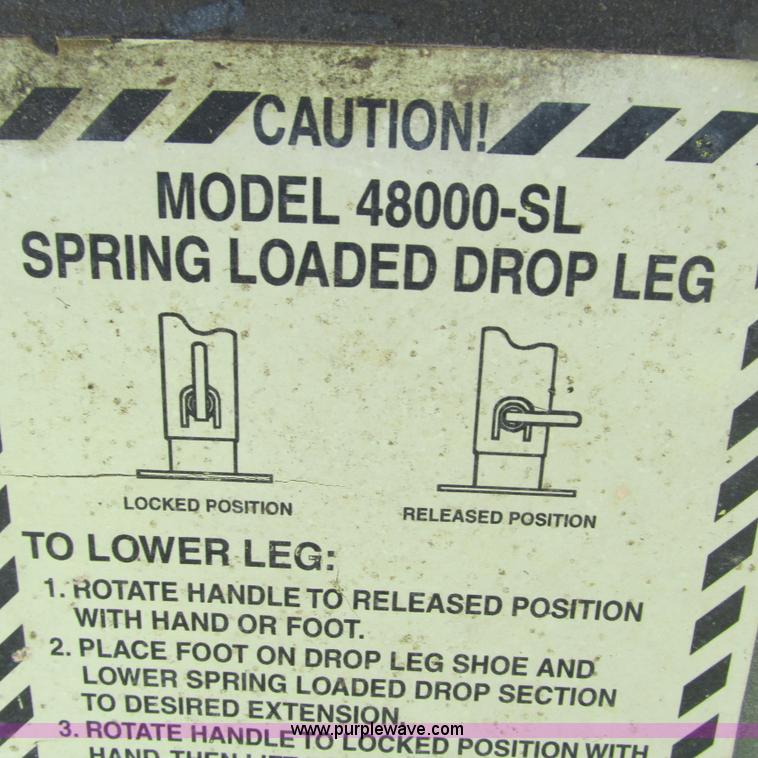 CAUTION!
MODEL 48000-SL
SPRING LOADED DROP LEG
LOCKED POSITION
RELEASED POSITION
TO LOWER LEG:
1. ROTATE HANDLE TO RELEASED POSITION
WITH HAND OR FOOT.
2. PLACE FOOT ON DROP LEG SHOE AND
LOWER SPRING LOADED DROP SECTION
TO DESIRED EXTENSION.
www.purplewave.com
3. ROTATE HANDLE TO LOCKED POSITION WITH
HAND, THEN